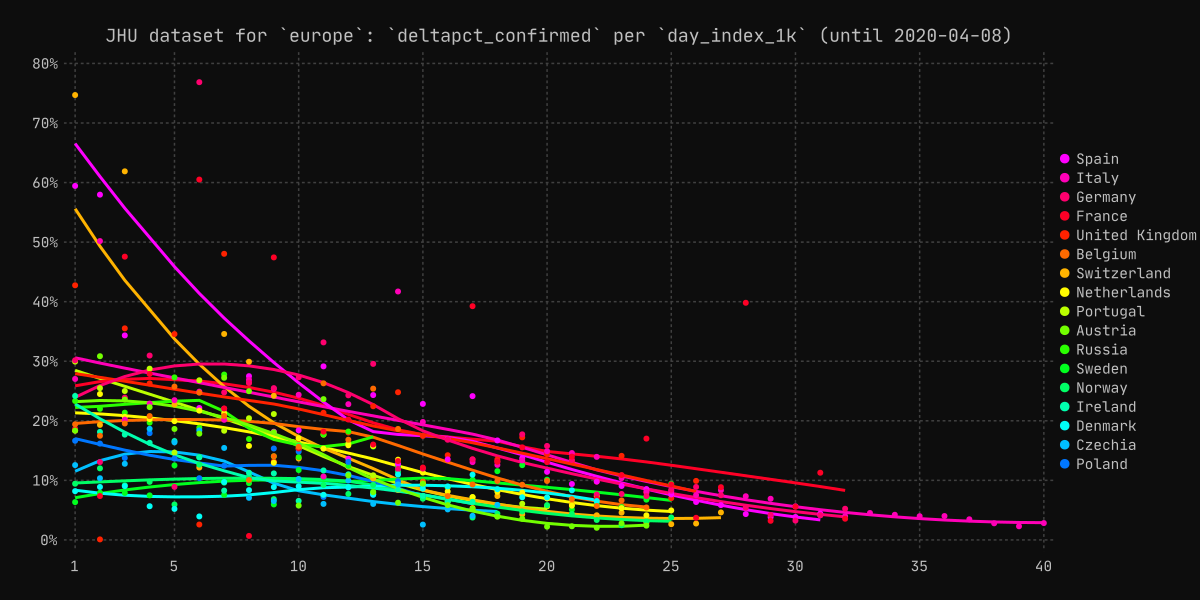 JHU dataset for `europe`: `deltapct_confirmed` per `day_index_1k` (until 2020-04-08)
80%
70%
60%
50%
40%
30%
20%
10%
0%
1 5 10 15 20 25 30 35 40
Spain
Italy
Germany
France
United Kingdom
Belgium
Switzerland
Netherlands
Portugal
Austria
Russia
Sweden
Norway
Ireland
Denmark
Czechia
Poland